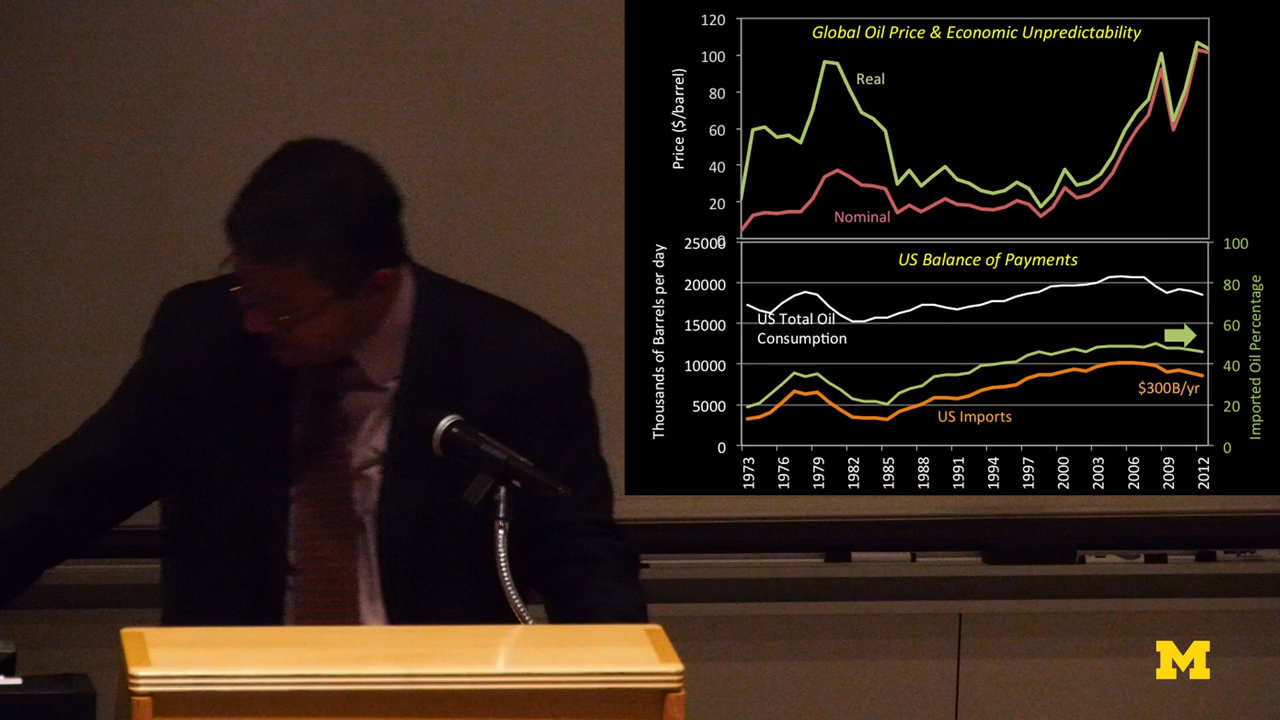 Global Oil Price & Economic Unpredictability
120
100
80
60
40
20
0
Price ($/barrel)
Real
Nominal
US Balance of Payments
25000
20000
15000
10000
5000
0
Thousands of Barrels per day
100
80
60
40
20
0
Imported Oil Percentage
US Total Oil
Consumption
$300B/yr
US Imports
1973
1976
1979
1982
1985
1988
1991
1994
1997
2000
2003
2006
2009
2012
M